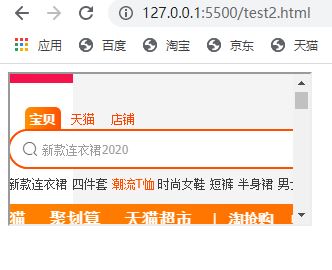 127.0.0.1:5500/test2.html
应用 百度 淘宝 京东 天猫
宝贝 天猫 店铺
新款连衣裙2020
新款连衣裙 四件套 潮流T恤 时尚女鞋 短裤 半身裙 男士
猫 聚划算 天猫超市 | 淘抢购